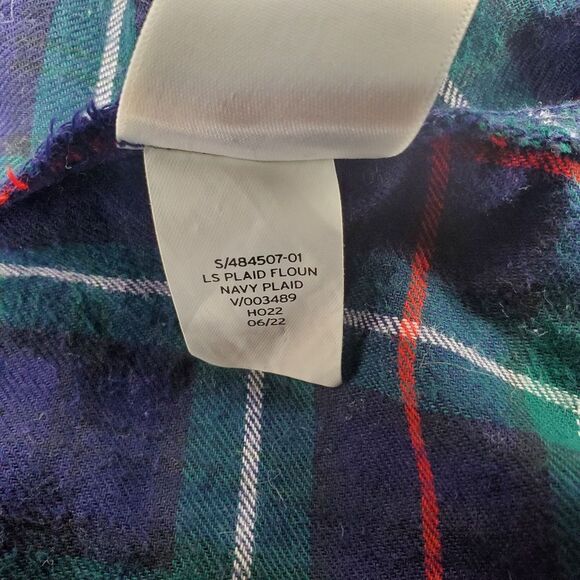 S/484507-01
LS PLAID FLOUN
NAVY PLAID
V/003489
HO22
06/22